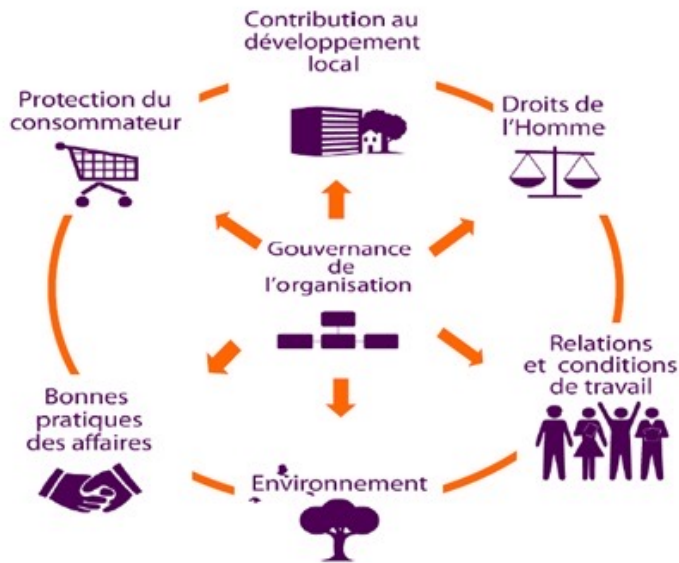 Contribution au
développement
local
Protection du
consommateur
Droits de
l'Homme
Gouvernance
de
l'organisation
Relations
et conditions
de travail
Bonnes
pratiques
des affaires
Environnement